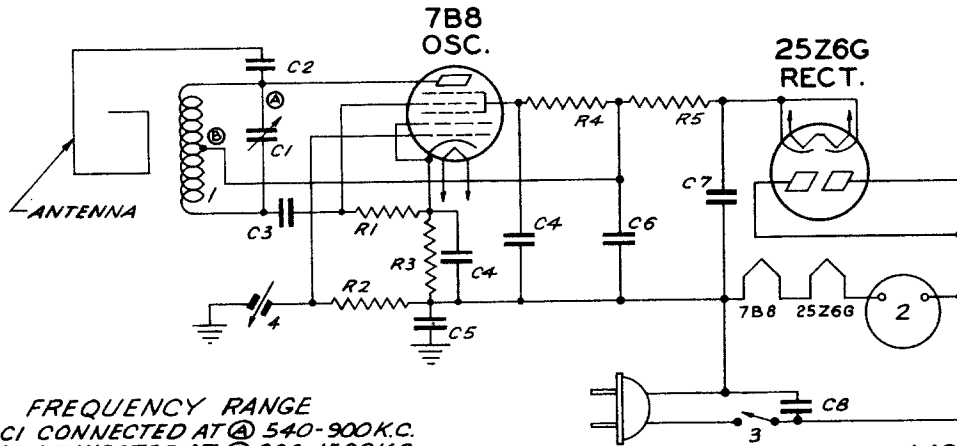 7B8
OSC.
25Z6G
RECT.
C2
A
B
C1
1
ANTENNA
C3
R1
R4
R5
C7
C4
C6
R3
C4
R2
4
C5
7B8
25Z6G
2
FREQUENCY RANGE
C1 CONNECTED AT A 540-900K.C.
C8
3